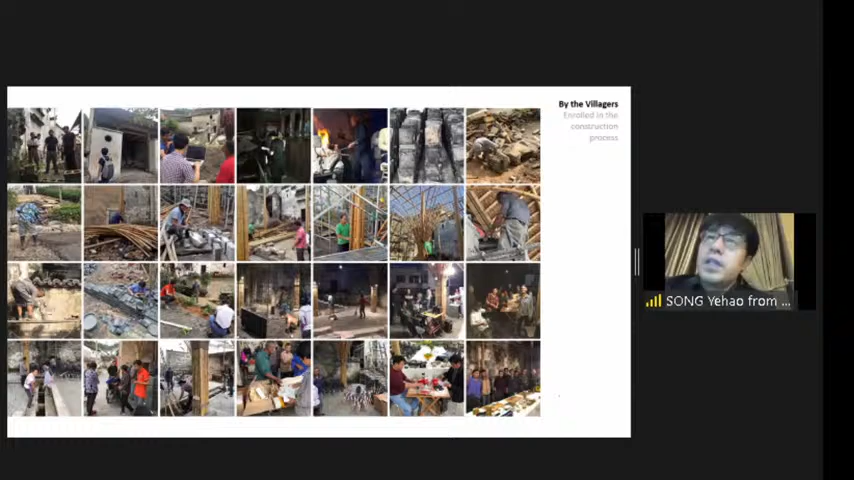 By the Villagers
Enrolled in the
construction
process
SONG Yehao from ...